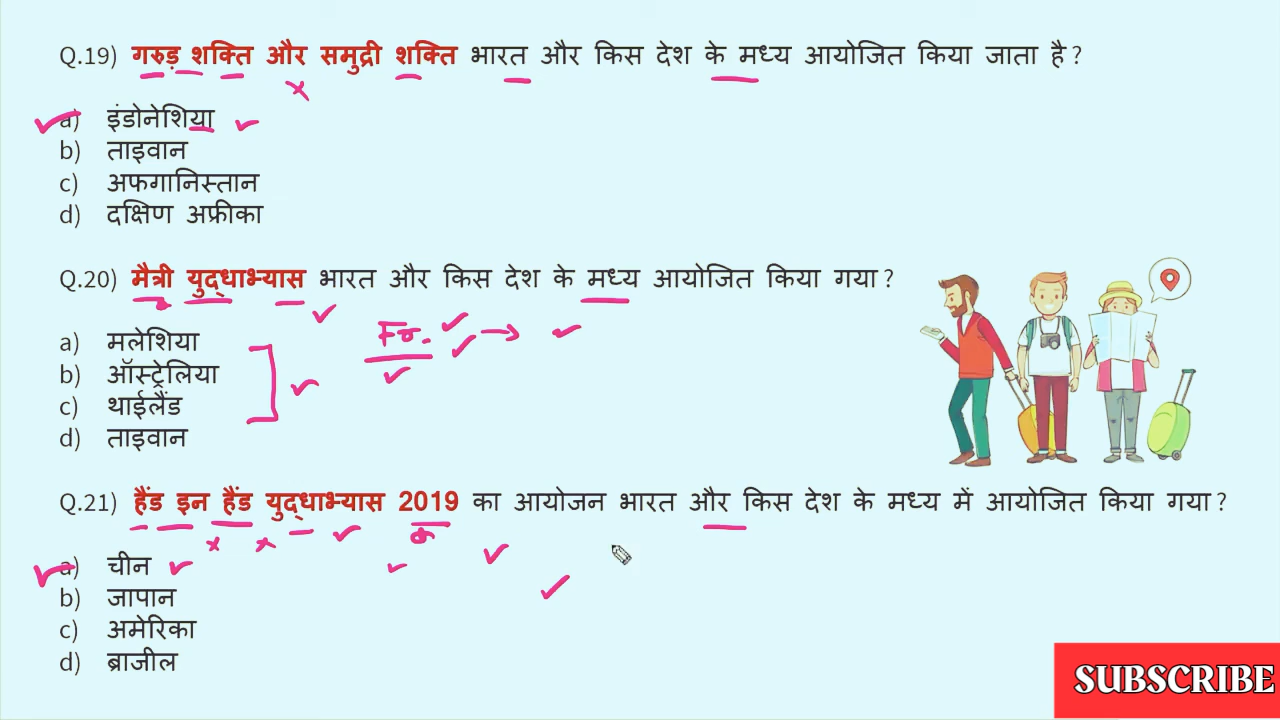 Q.19) गरुड़ शक्ति और समुद्री शक्ति भारत और किस देश के मध्य आयोजित किया जाता है ?
a) इंडोनेशिया
b) ताइवान
c) अफगानिस्तान
d) दक्षिण अफ्रीका
Q.20) मैत्री युद्धाभ्यास भारत और किस देश के मध्य आयोजित किया गया ?
a) मलेशिया
Fr.
b) ऑस्ट्रेलिया
c) थाईलैंड
d) ताइवान
Q.21) हैंड इन हैंड युद्धाभ्यास 2019 का आयोजन भारत और किस देश के मध्य में आयोजित किया गया ?
a) चीन
b) जापान
c) अमेरिका
d) ब्राजील
SUBSCRIBE